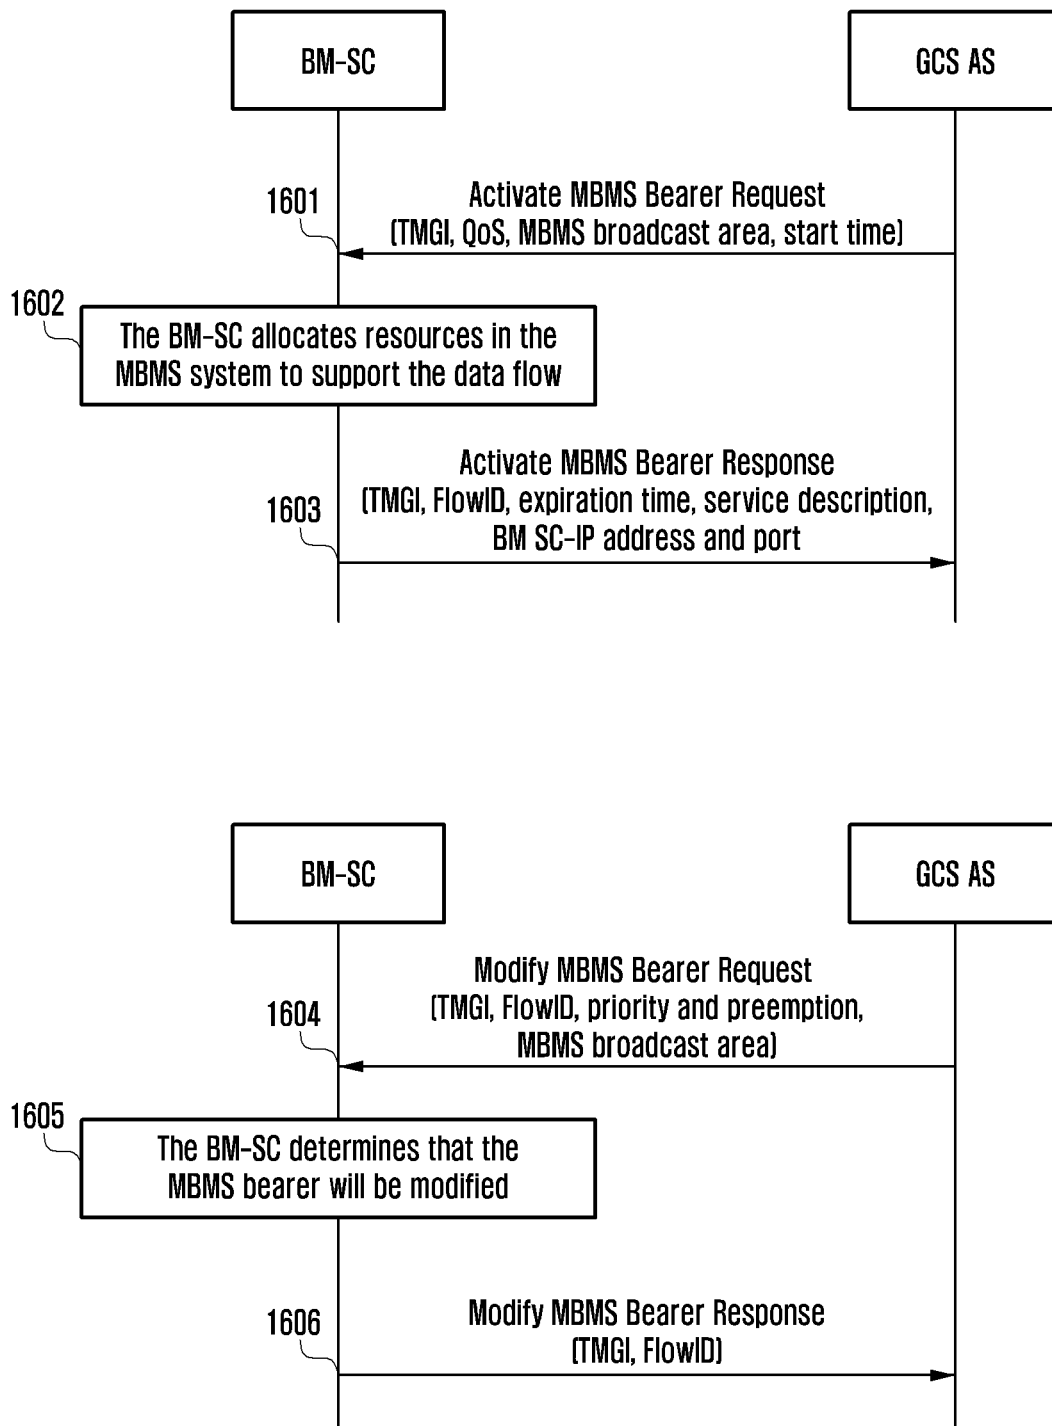 BM-SC
GCS AS
1601
Activate MBMS Bearer Request
(TMGI, QoS, MBMS broadcast area, start time)
1602
The BM-SC allocates resources in the
MBMS system to support the data flow
1603
Activate MBMS Bearer Response
(TMGI, FlowID, expiration time, service description,
BM SC-IP address and port
BM-SC
GCS AS
1604
Modify MBMS Bearer Request
(TMGI, FlowID, priority and preemption,
MBMS broadcast area)
1605
The BM-SC determines that the
MBMS bearer will be modified
1606
Modify MBMS Bearer Response
(TMGI, FlowID)